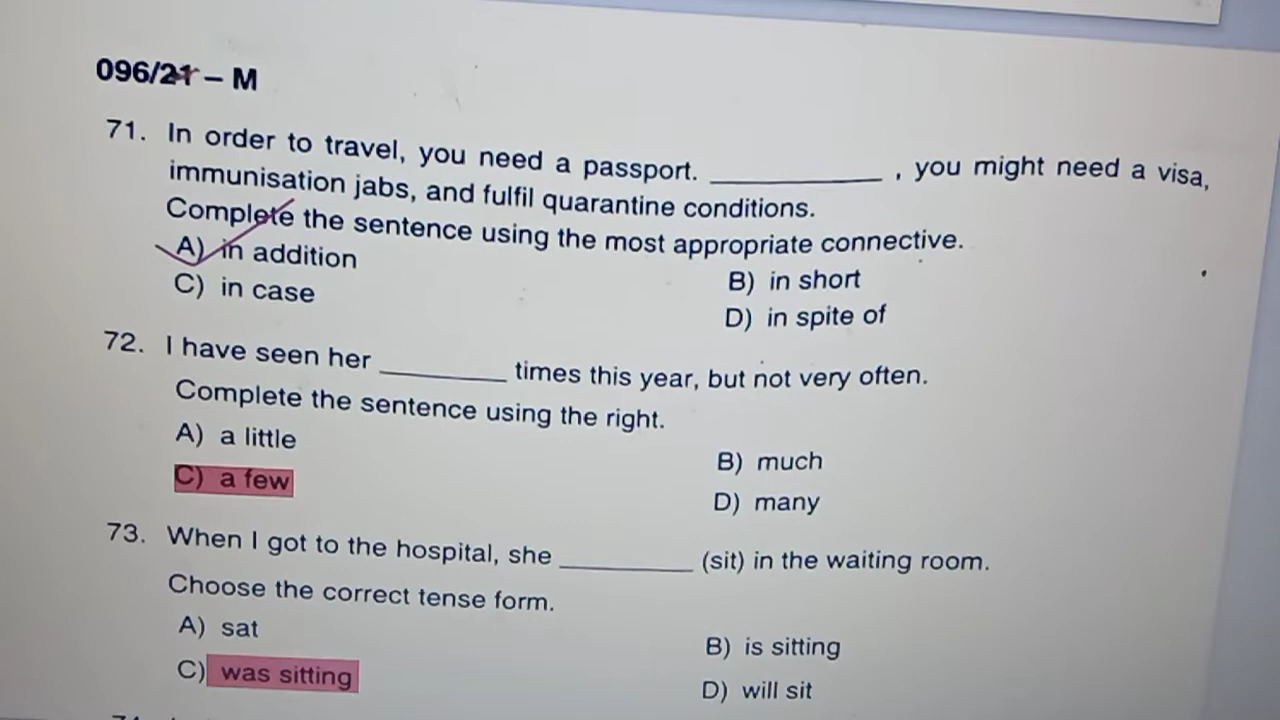 096/21 – M
71. In order to travel, you need a passport. ____________ , you might need a visa,
immunisation jabs, and fulfil quarantine conditions.
Complete the sentence using the most appropriate connective.
A) in addition
B) in short
C) in case
D) in spite of
72. I have seen her _________ times this year, but not very often.
Complete the sentence using the right.
A) a little
B) much
C) a few
D) many
73. When I got to the hospital, she _________ (sit) in the waiting room.
Choose the correct tense form.
A) sat
B) is sitting
C) was sitting
D) will sit